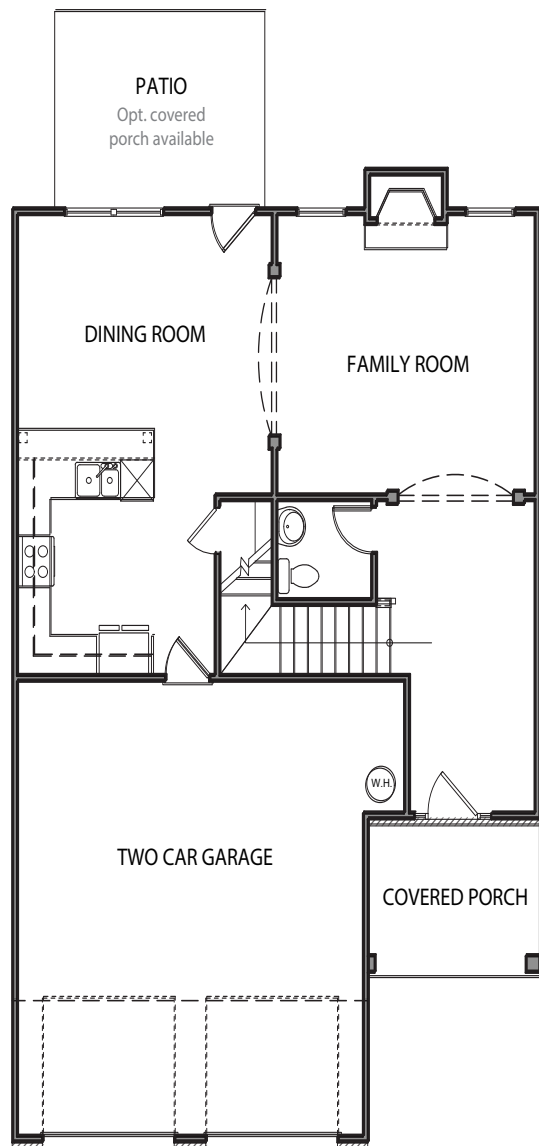 PATIO
Opt. covered
porch available
DINING ROOM
FAMILY ROOM
W.H.
TWO CAR GARAGE
COVERED PORCH